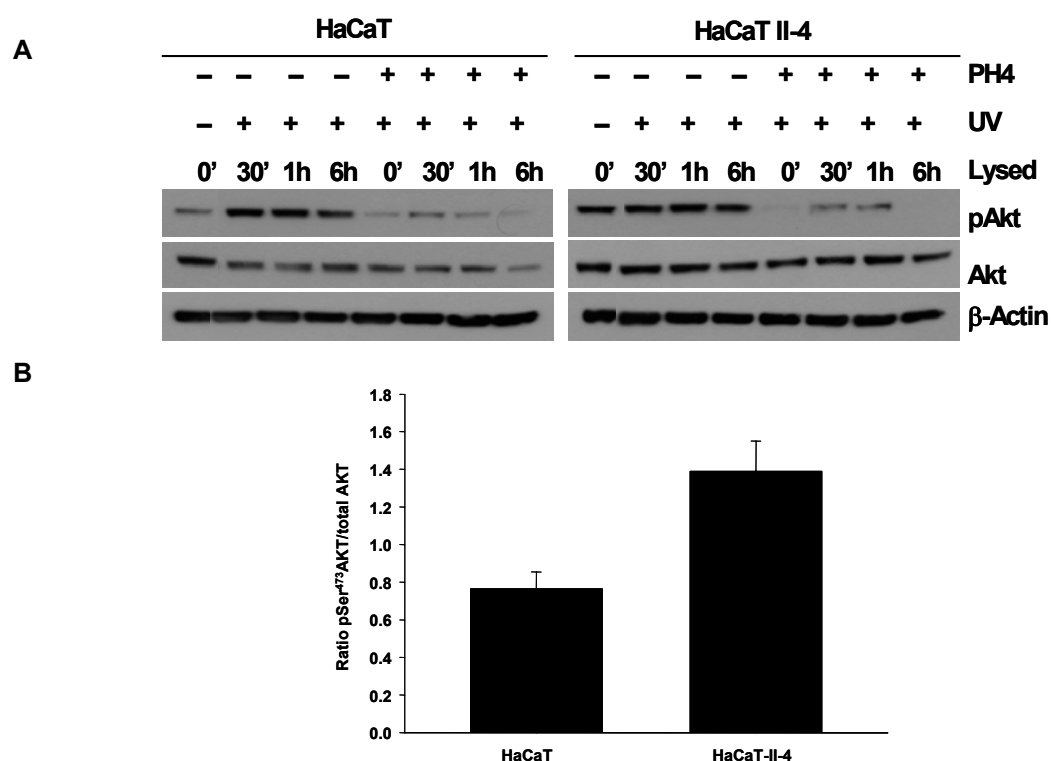 A
HaCaT HaCaT II-4
– – – – + + + + – – – – + + + + PH4
– + + + + + + + – + + + + + + + UV
0’ 30’ 1h 6h 0’ 30’ 1h 6h 0’ 30’ 1h 6h 0’ 30’ 1h 6h Lysed
pAkt
Akt
β-Actin
B
Ratio pSer473AKT/total AKT
1.8
1.6
1.4
1.2
1.0
0.8
0.6
0.4
0.2
0.0
HaCaT HaCaT-II-4